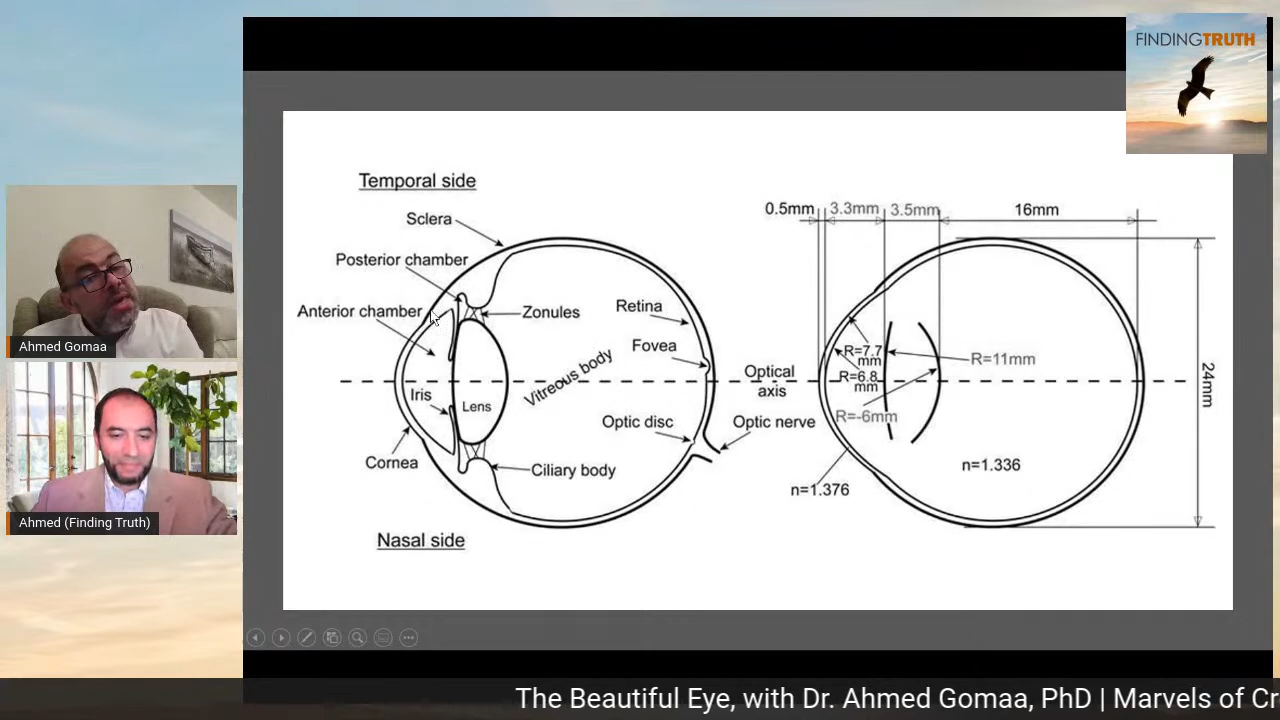 FINDINGTRUTH
Temporal side
Sclera
Posterior chamber
Anterior chamber
Zonules
Retina
Fovea
Vitreous body
Iris
Lens
Optic disc
Optic nerve
Cornea
Ciliary body
Nasal side
Optical
axis
0.5mm
3.3mm
3.5mm
16mm
R=7.7
mm
R=6.8
mm
R=11mm
R=-6mm
n=1.336
n=1.376
24mm
Ahmed Gomaa
Ahmed (Finding Truth)
The Beautiful Eye, with Dr. Ahmed Gomaa, PhD | Marvels of Cr